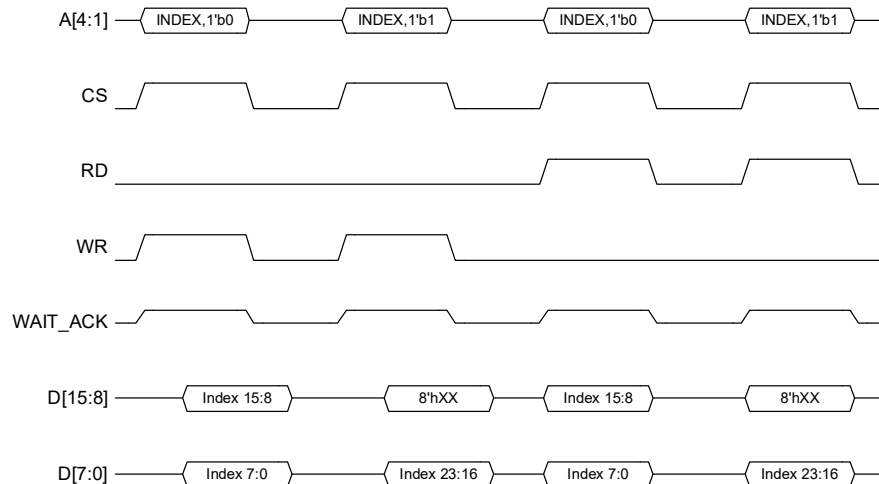 A[4:1] INDEX,1'b0 INDEX,1'b1 INDEX,1'b0 INDEX,1'b1
CS
RD
WR
WAIT_ACK
D[15:8] Index 15:8 8'hXX Index 15:8 8'hXX
D[7:0] Index 7:0 Index 23:16 Index 7:0 Index 23:16